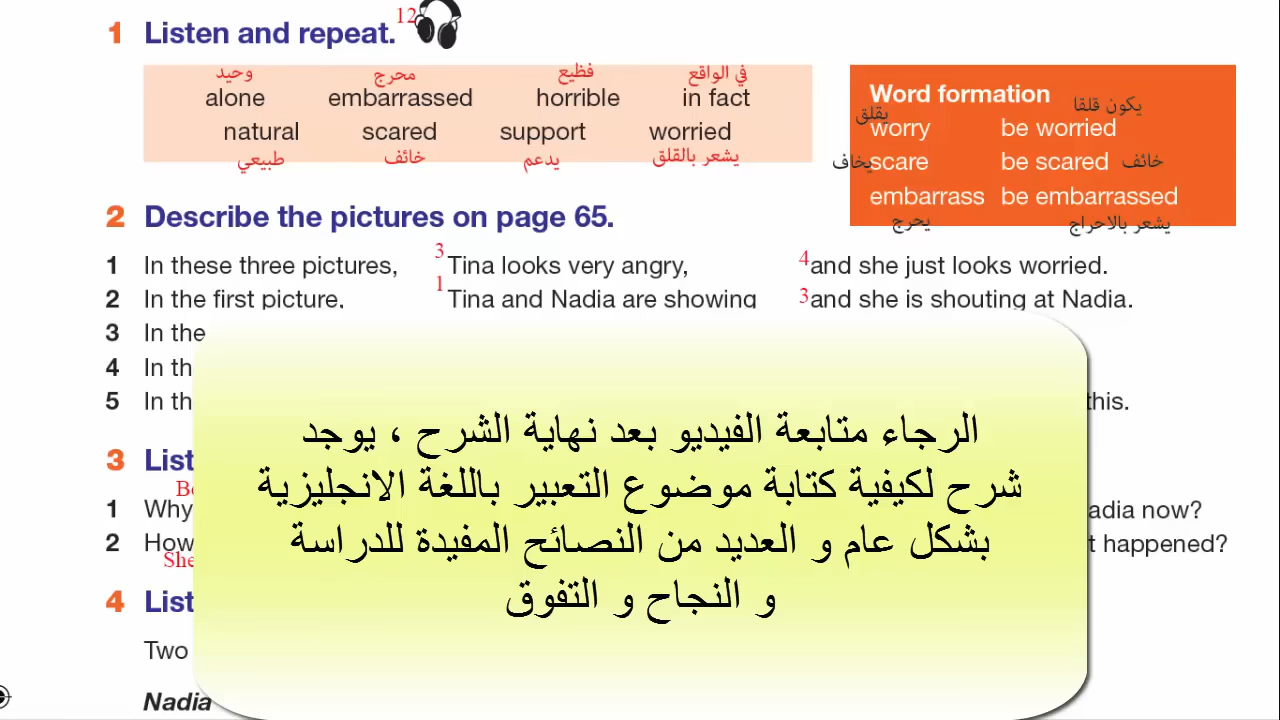 1 Listen and repeat. 12
وحيد محرج فظيع في الواقع
alone embarrassed horrible in fact
natural scared support worried
طبيعي خائف يدعم يشعر بالقلق
Word formation
يقلق يكون قلقا
worry be worried
يخاف scare be scared خائف
embarrass be embarrassed
يحرج يشعر بالاحراج
2 Describe the pictures on page 65.
1 In these three pictures, 3 Tina looks very angry, 4 and she just looks worried.
2 In the first picture, 1 Tina and Nadia are showing 3 and she is shouting at Nadia.
3 In the
4 In th
5 In th this.
3 List
1 Why adia now?
2 How t happened?
She
4 List
Two
Nadia
الرجاء متابعة الفيديو بعد نهاية الشرح ، يوجد
شرح لكيفية كتابة موضوع التعبير باللغة الانجليزية
بشكل عام و العديد من النصائح المفيدة للدراسة
و النجاح و التفوق